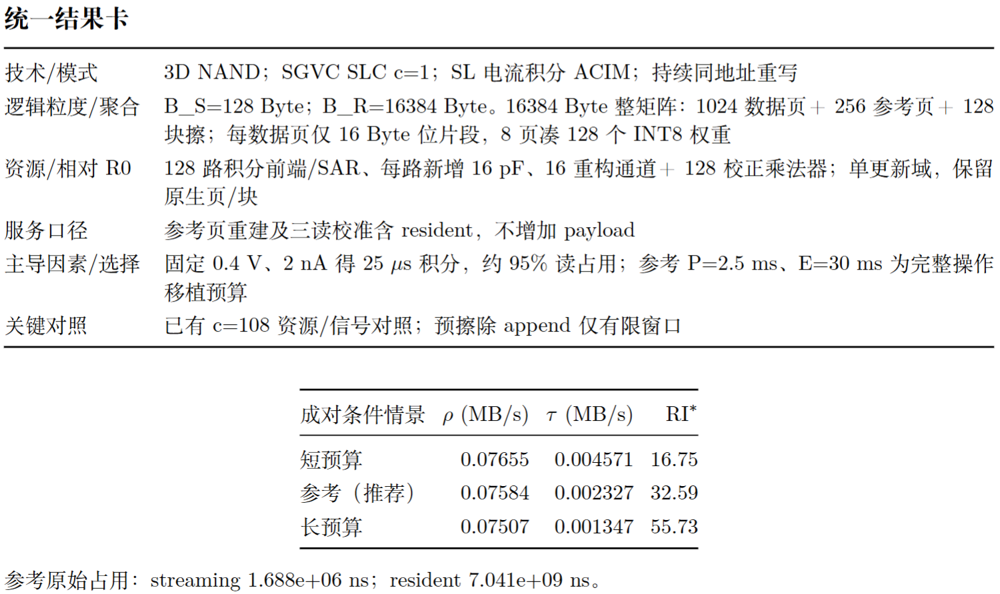 统一结果卡
技术/模式 3D NAND；SGVC SLC c=1；SL 电流积分 ACIM；持续同地址重写
逻辑粒度/聚合 B_S=128 Byte；B_R=16384 Byte。16384 Byte 整矩阵：1024 数据页 + 256 参考页 + 128
块擦；每数据页仅 16 Byte 位片段，8 页凑 128 个 INT8 权重
资源/相对 R0 128 路积分前端/SAR、每路新增 16 pF、16 重构通道 + 128 校正乘法器；单更新域，保留
原生页/块
服务口径 参考页重建及三读校准含 resident，不增加 payload
主导因素/选择 固定 0.4 V、2 nA 得 25 μs 积分，约 95% 读占用；参考 P=2.5 ms、E=30 ms 为完整操作
移植预算
关键对照 已有 c=108 资源/信号对照；预擦除 append 仅有限窗口
成对条件情景 ρ (MB/s) τ (MB/s) RI*
短预算 0.07655 0.004571 16.75
参考（推荐） 0.07584 0.002327 32.59
长预算 0.07507 0.001347 55.73
参考原始占用：streaming 1.688e+06 ns；resident 7.041e+09 ns。